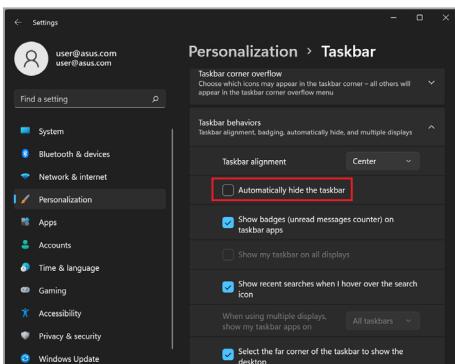 Settings
user@asus.com
user@asus.com
Find a setting
System
Bluetooth & devices
Network & internet
Personalization
Apps
Accounts
Time & language
Gaming
Accessibility
Privacy & security
Windows Update
Personalization > Taskbar
Taskbar corner overflow
Choose which icons may appear in the taskbar corner – all others will
appear in the taskbar corner overflow menu
Taskbar behaviors
Taskbar alignment, badging, automatically hide, and multiple displays
Taskbar alignment
Center
Automatically hide the taskbar
Show badges (unread messages counter) on
taskbar apps
Show my taskbar on all displays
Show recent searches when I hover over the search
icon
When using multiple displays,
show my taskbar apps on
All taskbars
Select the far corner of the taskbar to show the
desktop